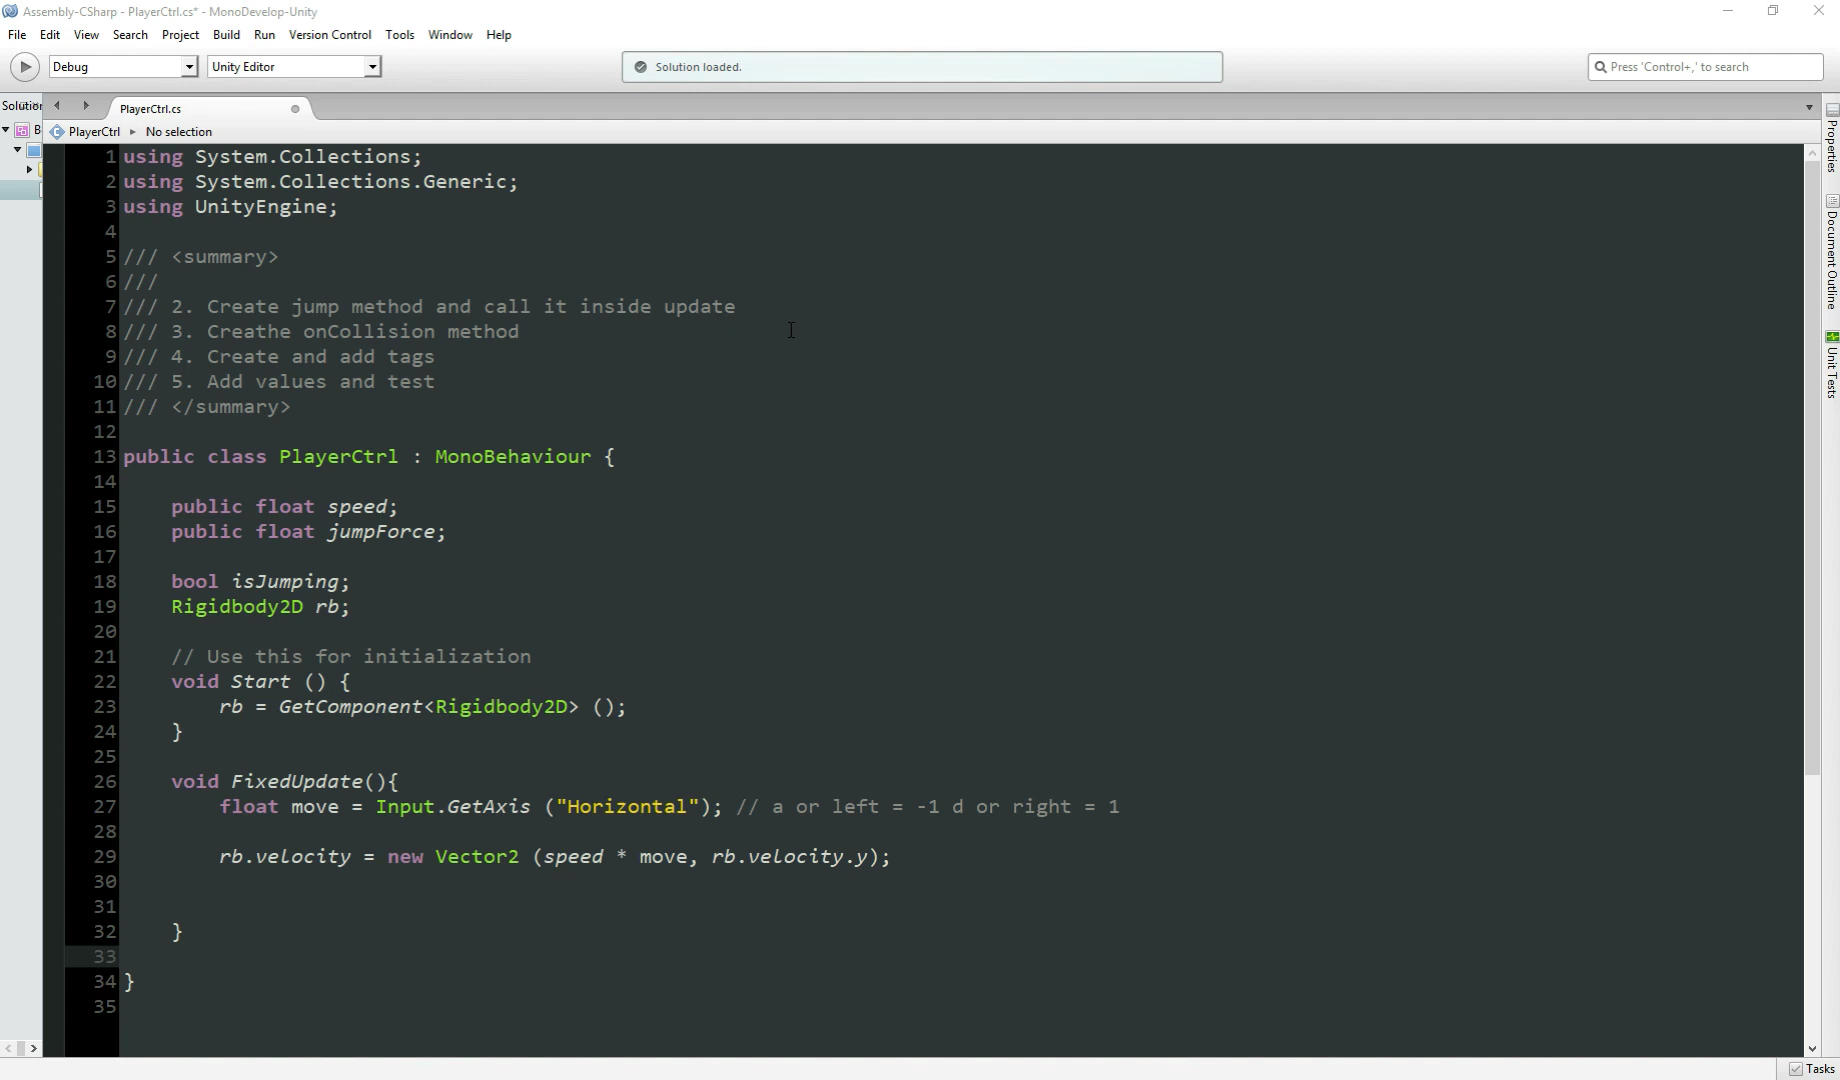 Assembly-CSharp - PlayerCtrl.cs* - MonoDevelop-Unity
File Edit View Search Project Build Run Version Control Tools Window Help
Debug Unity Editor Solution loaded. Press 'Control+,' to search
Solution PlayerCtrl.cs
B PlayerCtrl No selection
1 using System.Collections;
2 using System.Collections.Generic;
3 using UnityEngine;
4
5 /// <summary>
6 ///
7 /// 2. Create jump method and call it inside update
8 /// 3. Creathe onCollision method
9 /// 4. Create and add tags
10 /// 5. Add values and test
11 /// </summary>
12
13 public class PlayerCtrl : MonoBehaviour {
14
15 public float speed;
16 public float jumpForce;
17
18 bool isJumping;
19 Rigidbody2D rb;
20
21 // Use this for initialization
22 void Start () {
23 rb = GetComponent<Rigidbody2D> ();
24 }
25
26 void FixedUpdate(){
27 float move = Input.GetAxis ("Horizontal"); // a or left = -1 d or right = 1
28
29 rb.velocity = new Vector2 (speed * move, rb.velocity.y);
30
31
32 }
33
34 }
35
Properties
Document Outline
Unit Tests
Tasks